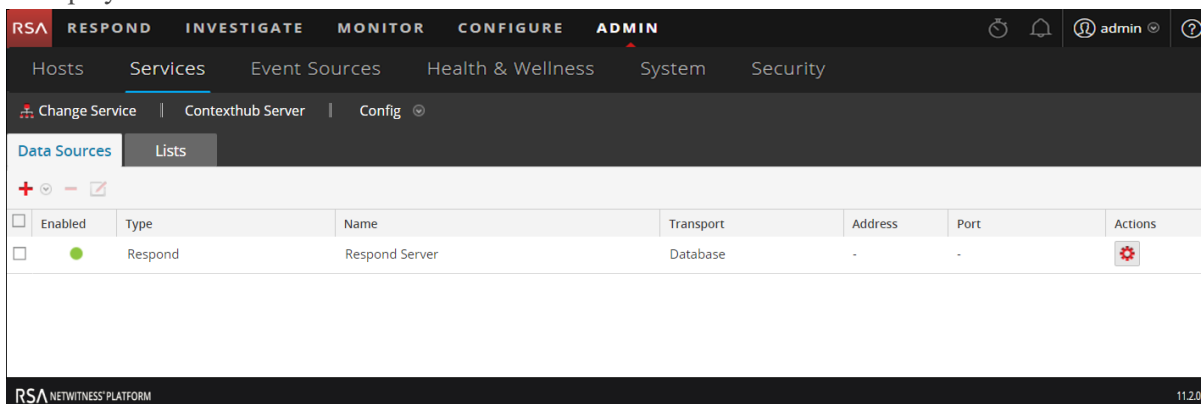 RSA RESPOND INVESTIGATE MONITOR CONFIGURE ADMIN admin ?
Hosts Services Event Sources Health & Wellness System Security
Change Service Contexthub Server Config
Data Sources Lists
Enabled Type Name Transport Address Port Actions
Respond Respond Server Database - -
RSA NETWITNESS® PLATFORM 11.2.0